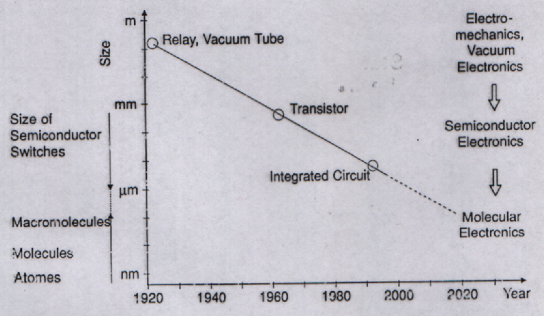 m
Size
Relay, Vacuum Tube
Electro-
mechanics,
Vacuum
Electronics
mm
Transistor
Size of
Semiconductor
Switches
Semiconductor
Electronics
Integrated Circuit
μm
Macromolecules
Molecular
Electronics
Molecules
Atomes
nm
1920 1940 1960 1980 2000 2020 Year